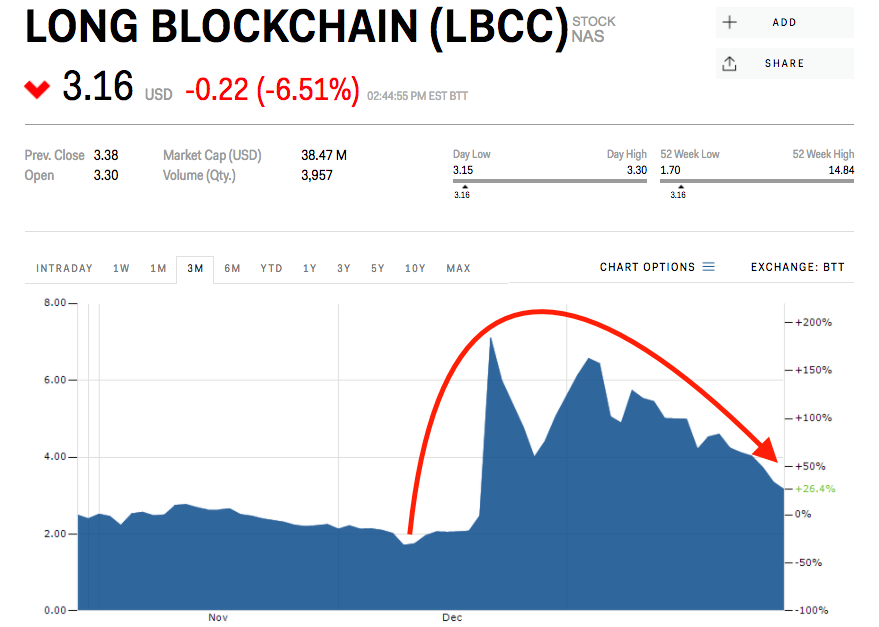 LONG BLOCKCHAIN (LBCC) STOCK NAS
ADD
SHARE
3.16 USD -0.22 (-6.51%) 02:44:55 PM EST BTT
Prev. Close 3.38 Market Cap (USD) 38.47 M
Open 3.30 Volume (Qty.) 3,957
Day Low Day High 52 Week Low 52 Week High
3.15 3.30 1.70 14.84
3.16 3.16
INTRADAY 1W 1M 3M 6M YTD 1Y 3Y 5Y 10Y MAX CHART OPTIONS EXCHANGE: BTT
8.00
+200%
6.00
+150%
+100%
4.00
+50%
+26.4%
0%
2.00
-50%
0.00 -100%
Nov Dec